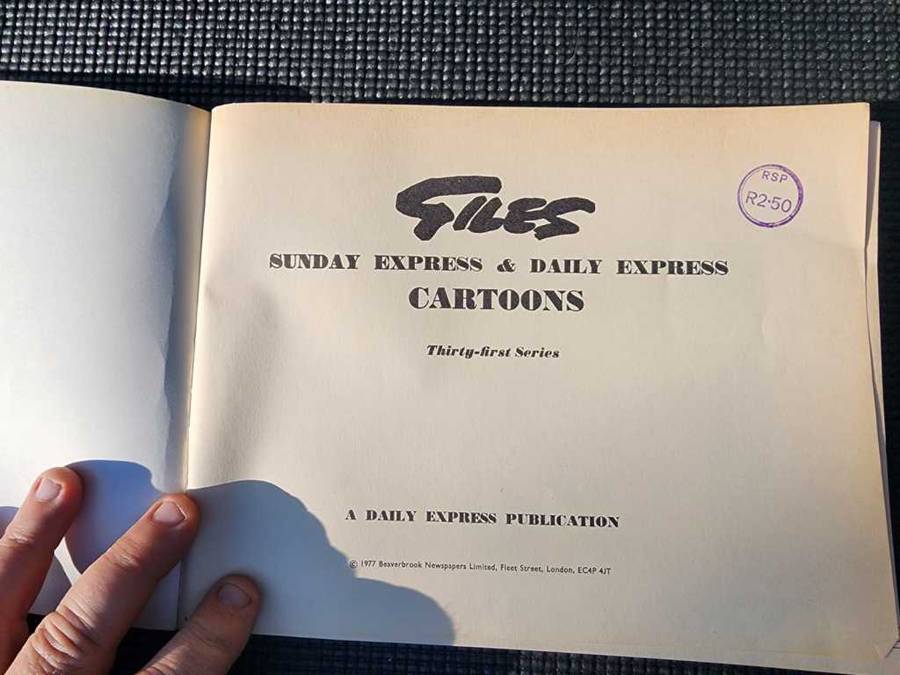 GILES
RSP
R2·50
SUNDAY EXPRESS & DAILY EXPRESS
CARTOONS
Thirty-first Series
A DAILY EXPRESS PUBLICATION
© 1977 Beaverbrook Newspapers Limited, Fleet Street, London, EC4P 4JT